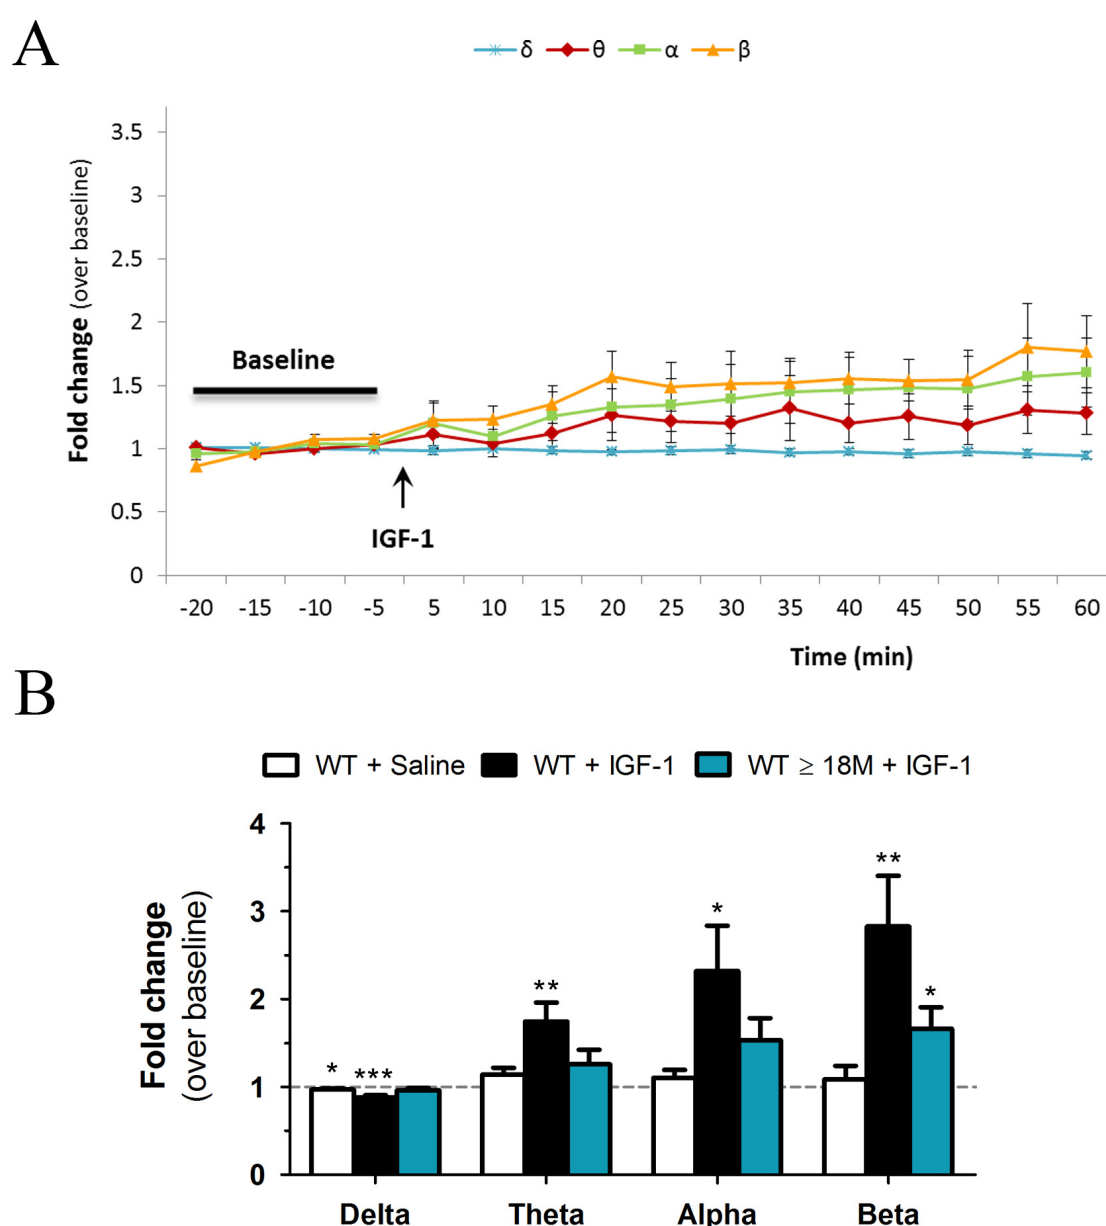 A
δ θ α β
Fold change (over baseline)
3.5
3
2.5
2
1.5
1
0.5
0
Baseline
IGF-1
-20 -15 -10 -5 5 10 15 20 25 30 35 40 45 50 55 60
Time (min)
B
WT + Saline WT + IGF-1 WT ≥ 18M + IGF-1
Fold change
(over baseline)
4
3
2
1
0
* ***
**
*
**
*
Delta Theta Alpha Beta